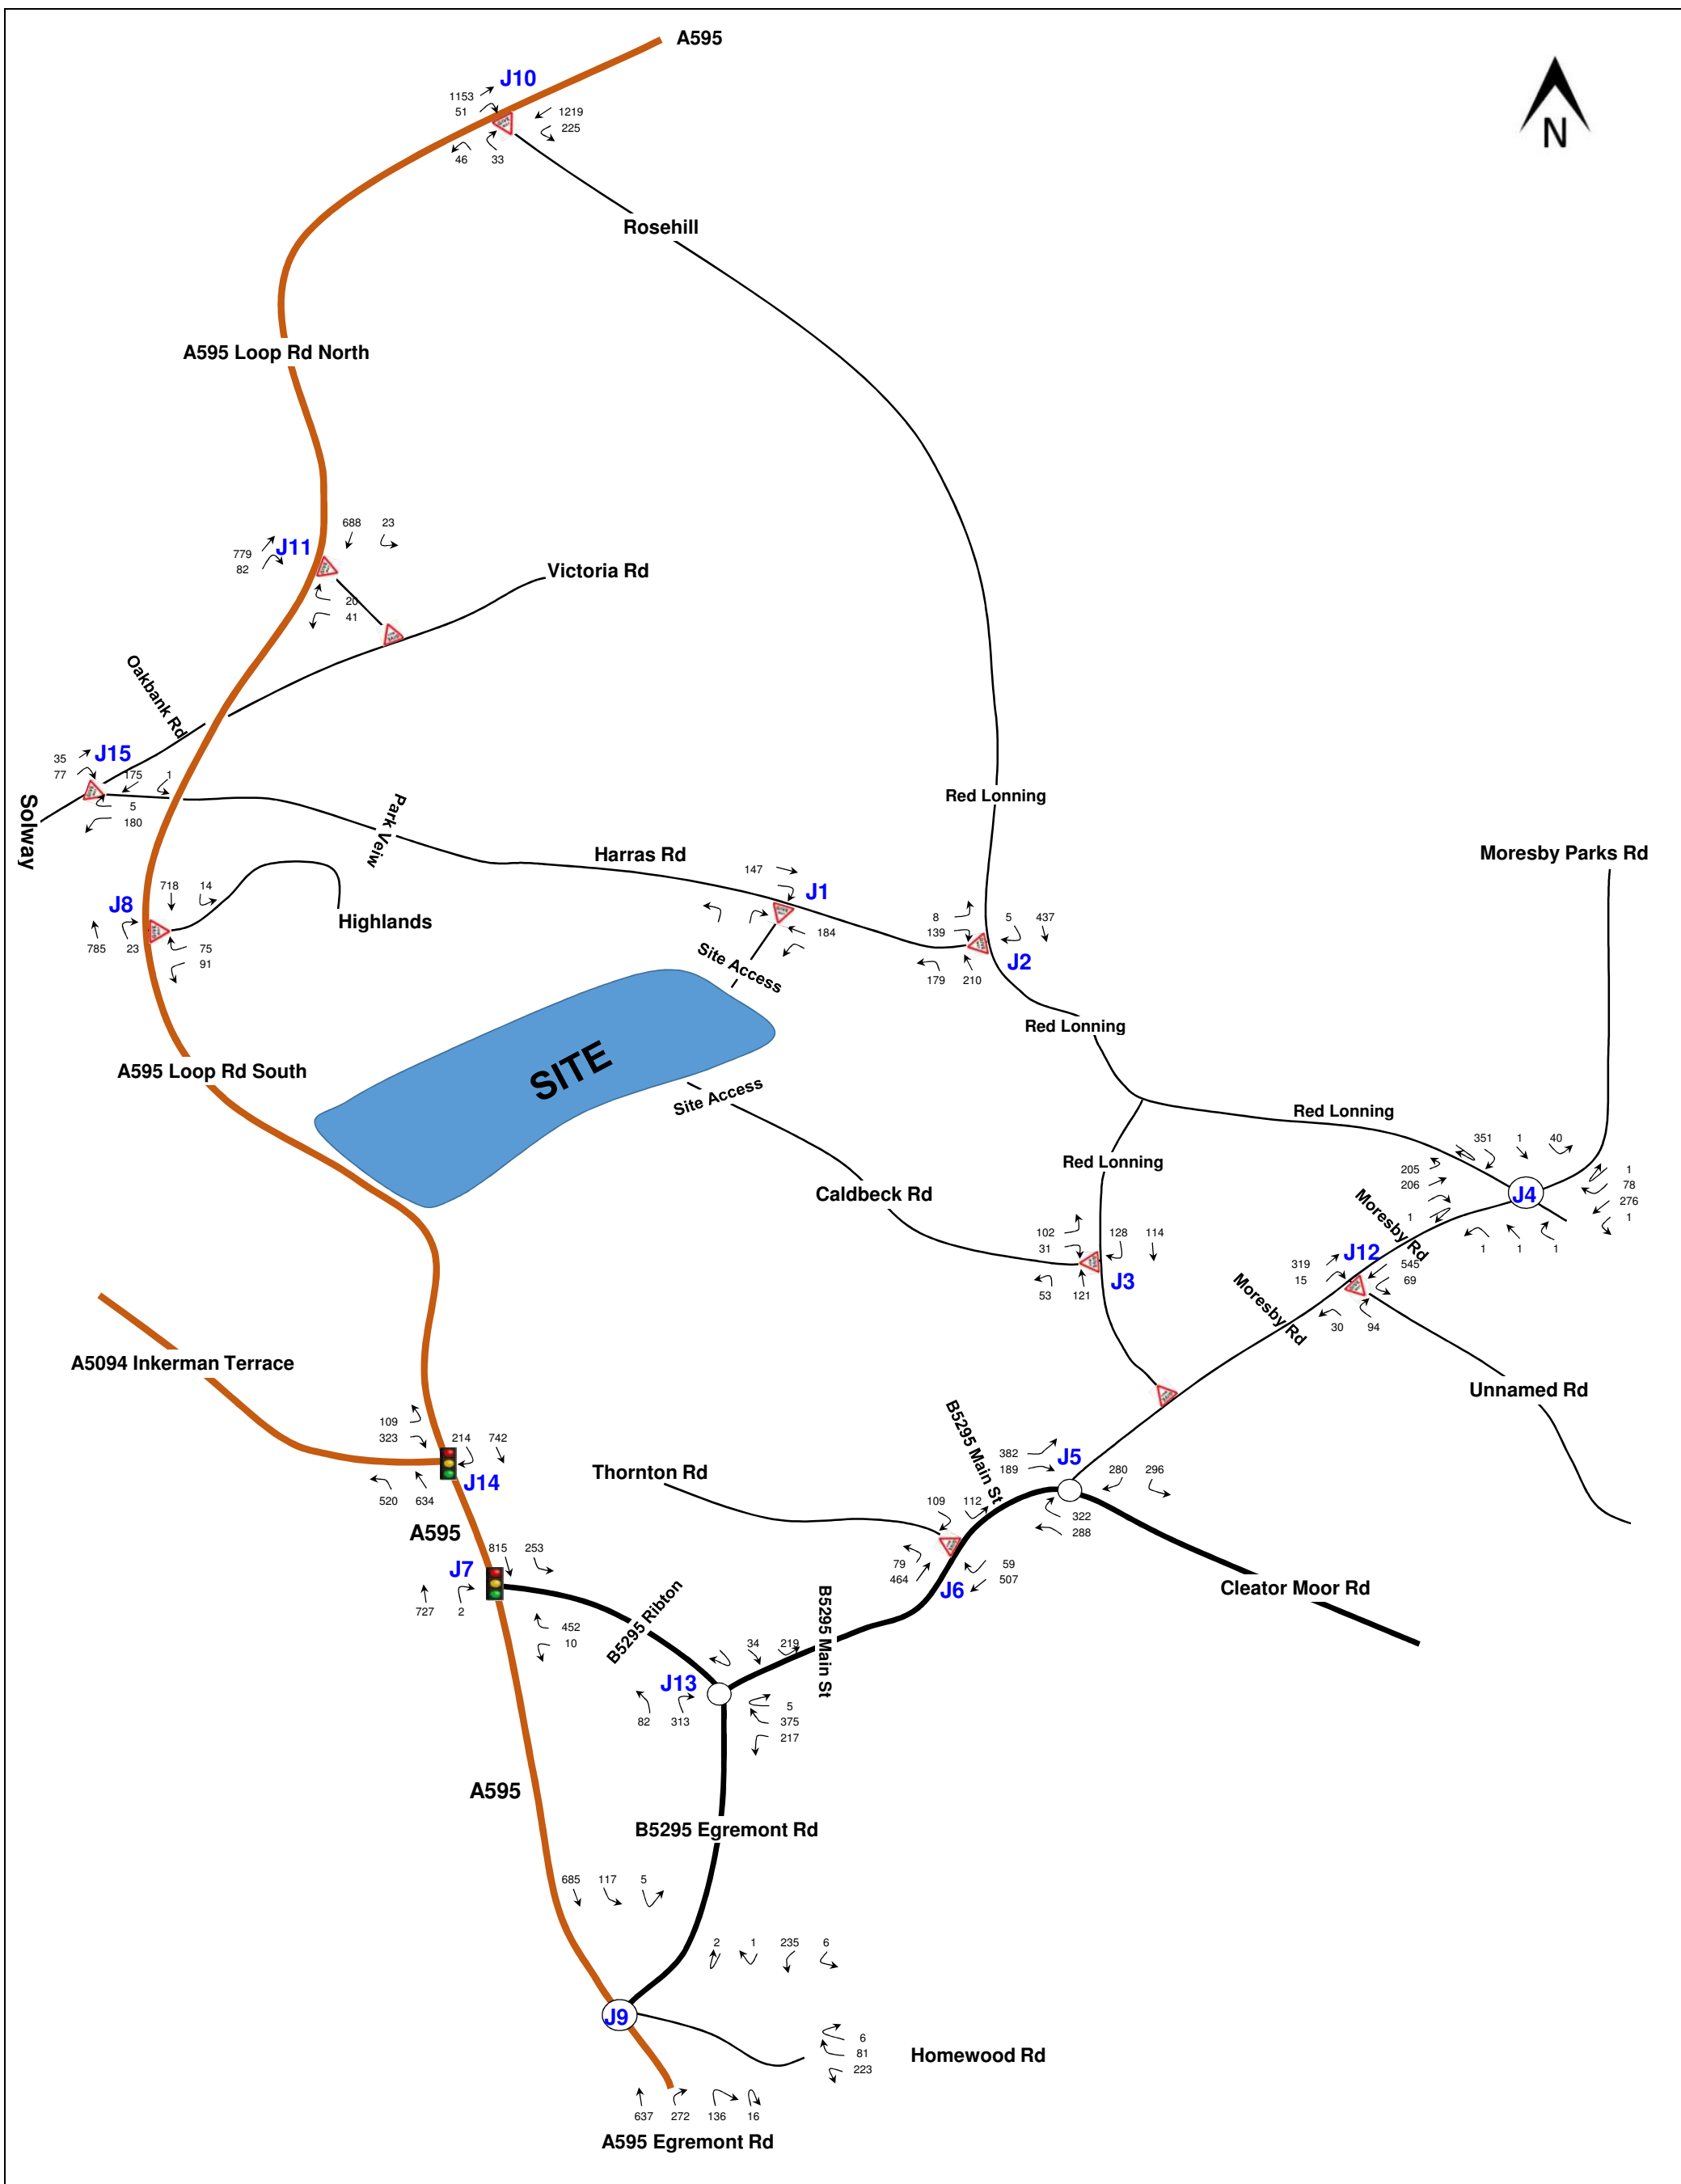 A595
J10
1153
51
1219
225
46 33
N
Rosehill
A595 Loop Rd North
688 23
J11
779
82
20
41
Victoria Rd
Oakbank Rd
J15
35
77
175 1
5
180
Solway
Park Veiw
Harras Rd
Red Lonning
Moresby Parks Rd
147
J1
184
Site Access
718 14
J8
785 23
75
91
Highlands
8
139
5 437
J2
179 210
Red Lonning
SITE
A595 Loop Rd South
Site Access
Red Lonning
351 1 40
205
206
1
J4
1
78
276
1
1 1 1
Red Lonning
Caldbeck Rd
102
31
128 114
J3
53 121
Moresby Rd
J12
319
15
545
69
30 94
Moresby Rd
Unnamed Rd
A5094 Inkerman Terrace
109
323
214 742
J14
520 634
A595
B5295 Main St
382
189
J5
280 296
322
288
Thornton Rd
109 112
79
464
59
507
J6
Cleator Moor Rd
815 253
J7
727 2
452
10
B5295 Ribton
B5295 Main St
34 219
J13
82 313
5
375
217
A595
B5295 Egremont Rd
685 117 5
2 1 235 6
J9
6
81
223
Homewood Rd
637 272 136 16
A595 Egremont Rd